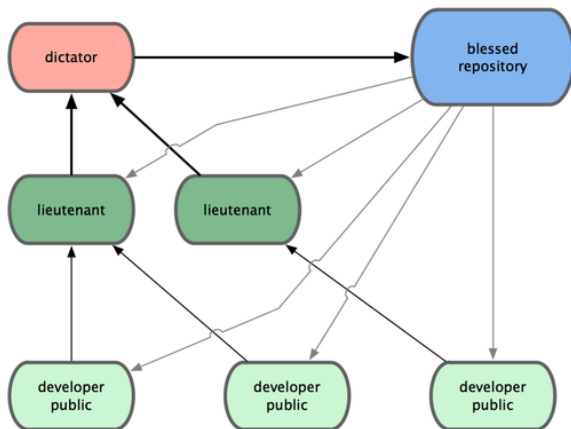 dictator
blessed
repository
lieutenant
lieutenant
developer
public
developer
public
developer
public